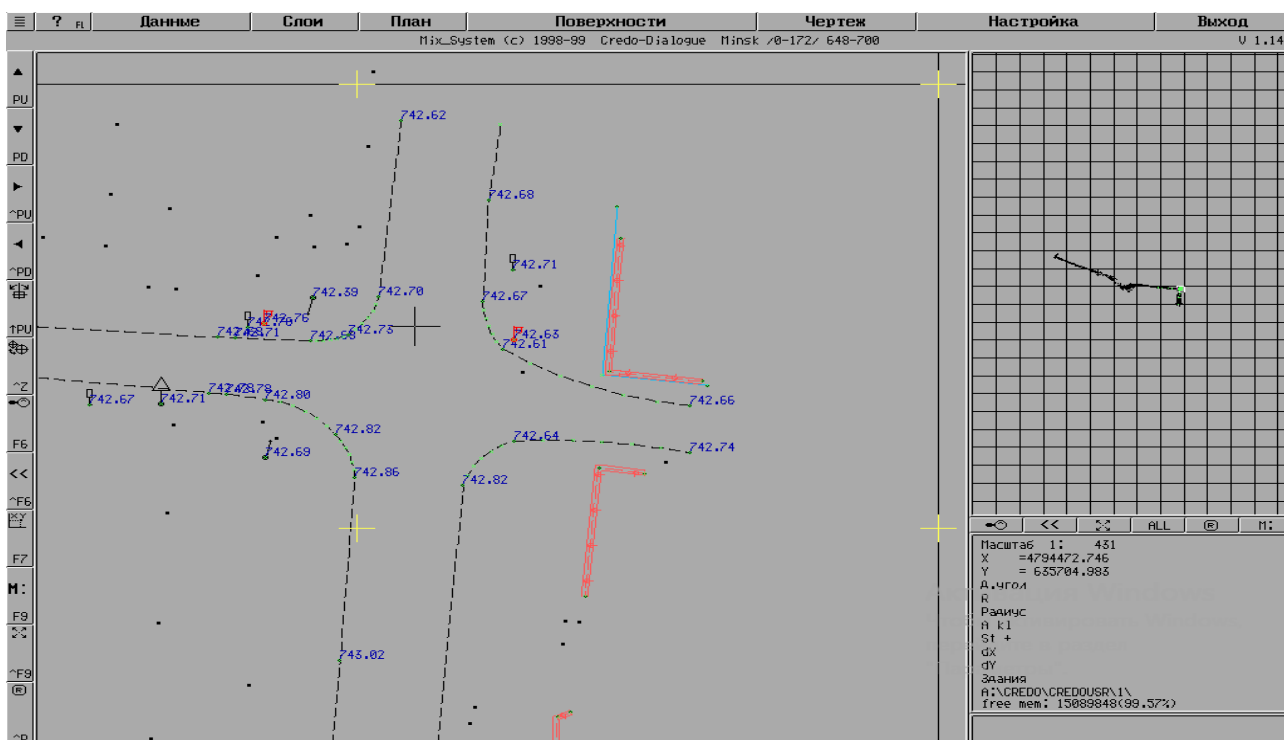 ? FL Данные Слои План Поверхности Чертеж Настройка Выход
Mix_System (c) 1998-99 Credo-Dialogue Minsk /0-172/ 648-700 V 1.14
PU
PD
^PU
^PD
↑PU
^Z
F6
<<
^F6
XY
F7
M:
F9
^F9
®
742.62
742.68
742.71
742.39
742.70
742.67
742.76
742.73
742.63
742.61
742.80
742.66
742.67
742.71
742.82
742.64
742.74
742.69
742.86
742.82
743.02
<< ALL ® M:
Масштаб 1: 431
X =4794472.746
Y = 635704.983
Д.угол
R
Радиус
A kl
St +
dX
dY
Здания
A:\CREDO\CREDOUSR\1\
free mem: 15089848(99.57%)